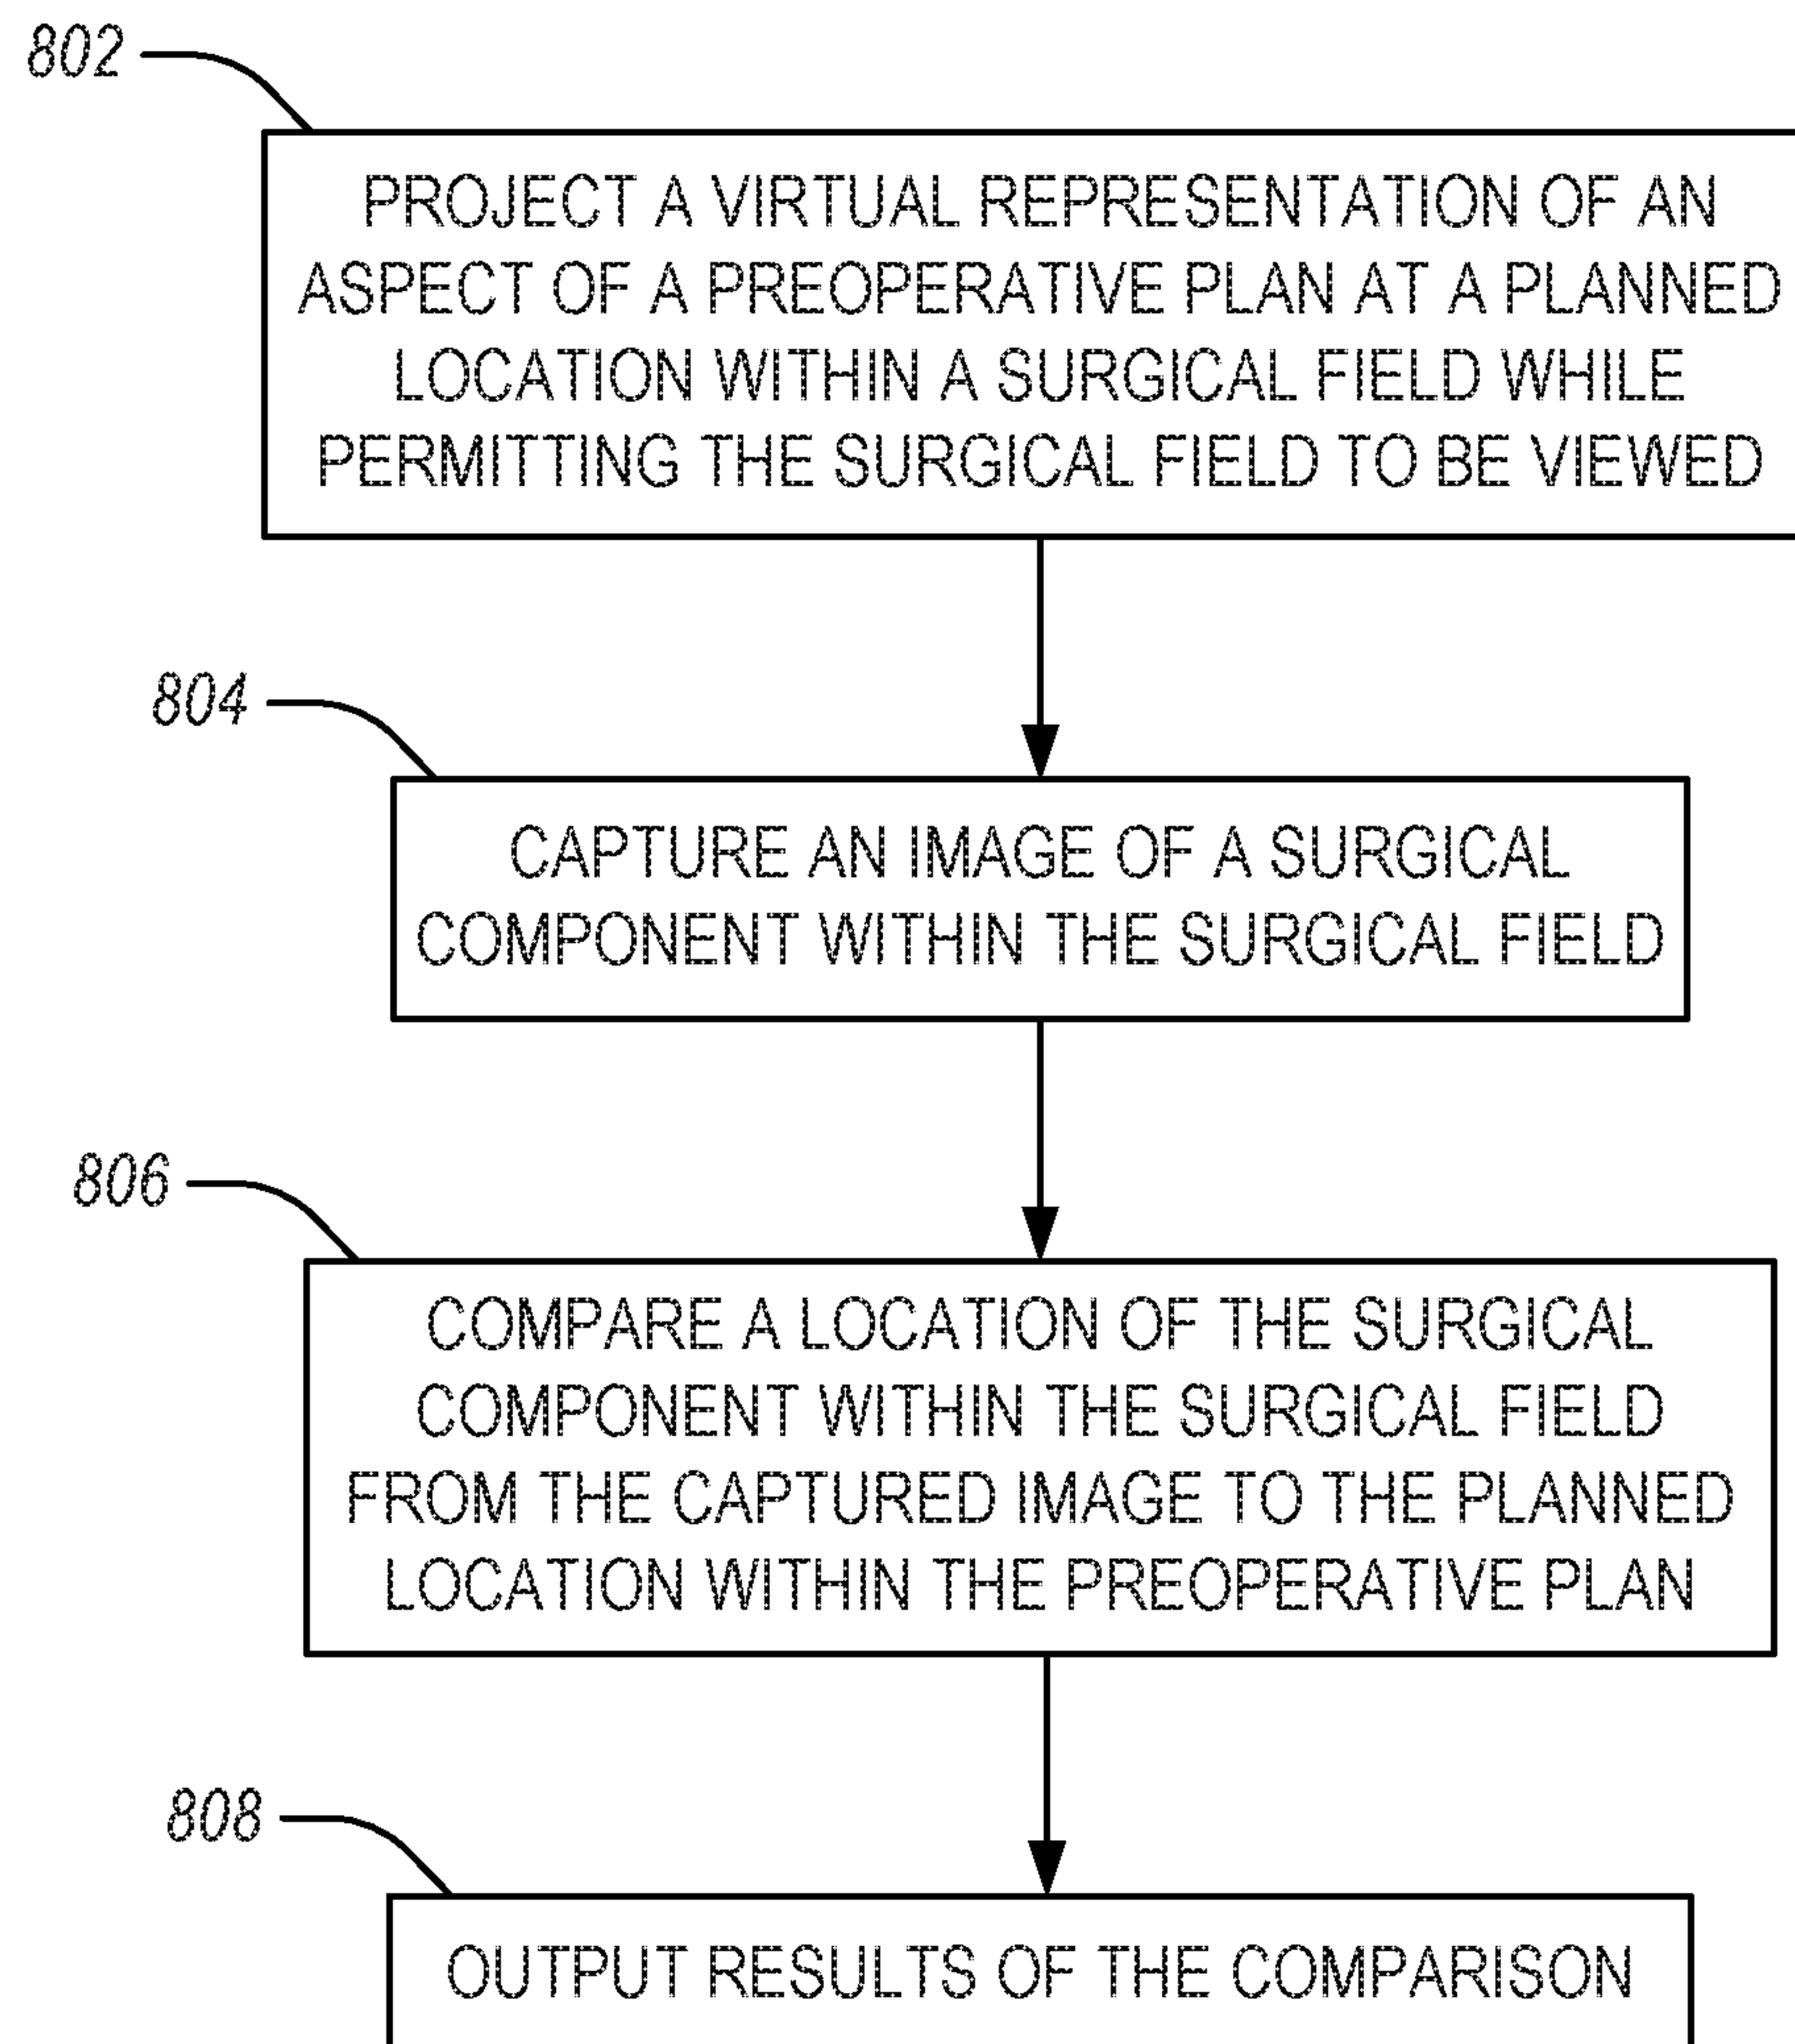 802
PROJECT A VIRTUAL REPRESENTATION OF AN
ASPECT OF A PREOPERATIVE PLAN AT A PLANNED
LOCATION WITHIN A SURGICAL FIELD WHILE
PERMITTING THE SURGICAL FIELD TO BE VIEWED
804
CAPTURE AN IMAGE OF A SURGICAL
COMPONENT WITHIN THE SURGICAL FIELD
806
COMPARE A LOCATION OF THE SURGICAL
COMPONENT WITHIN THE SURGICAL FIELD
FROM THE CAPTURED IMAGE TO THE PLANNED
LOCATION WITHIN THE PREOPERATIVE PLAN
808
OUTPUT RESULTS OF THE COMPARISON